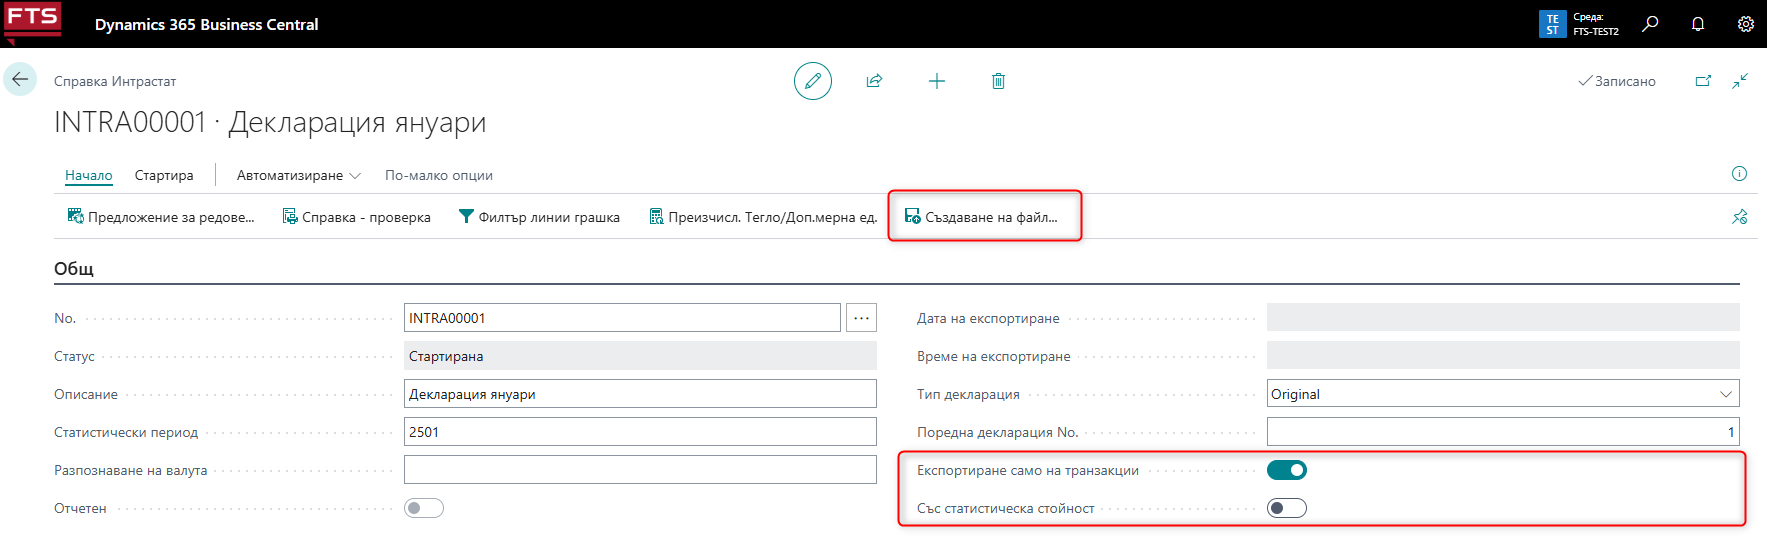 FTS
Dynamics 365 Business Central
TE
ST
Среда:
FTS-TEST2
Справка Интрастат
Записано
INTRA00001 · Декларация януари
Начало Стартира Автоматизиране По-малко опции
Предложение за редове... Справка - проверка Филтър линии грашка Преизчисл. Тегло/Доп.мерна ед. Създаване на файл...
Общ
No. INTRA00001 ...
Статус Стартирана
Описание Декларация януари
Статистически период 2501
Разпознаване на валута
Отчетен
Дата на експортиране
Време на експортиране
Тип декларация Original
Поредна декларация No. 1
Експортиране само на транзакции
Със статистическа стойност